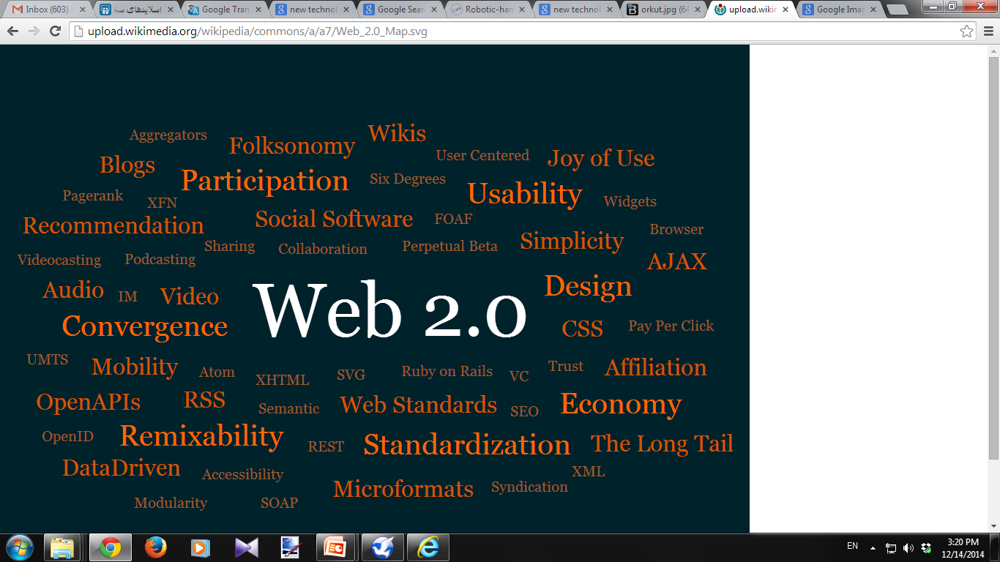 Inbox (603) -
اسلایدهای سه
Google Tran
new technol
Google Sear
Robotic-han
new technol
orkut.jpg (64
upload.wikim
Google Imag
upload.wikimedia.org/wikipedia/commons/a/a7/Web_2.0_Map.svg
Wikis
Aggregators
Folksonomy
User Centered
Joy of Use
Blogs
Participation
Six Degrees
Usability
Pagerank
XFN
Widgets
Recommendation
Social Software
FOAF
Browser
Sharing
Collaboration
Perpetual Beta
Simplicity
Videocasting
Podcasting
AJAX
Audio
IM
Video
Web 2.0
Design
Convergence
CSS
Pay Per Click
UMTS
Mobility
Atom
XHTML
SVG
Ruby on Rails
VC
Trust
Affiliation
OpenAPIs
RSS
Semantic
Web Standards
SEO
Economy
OpenID
Remixability
REST
Standardization
The Long Tail
DataDriven
Accessibility
XML
Microformats
Syndication
Modularity
SOAP
EN
3:20 PM
12/14/2014